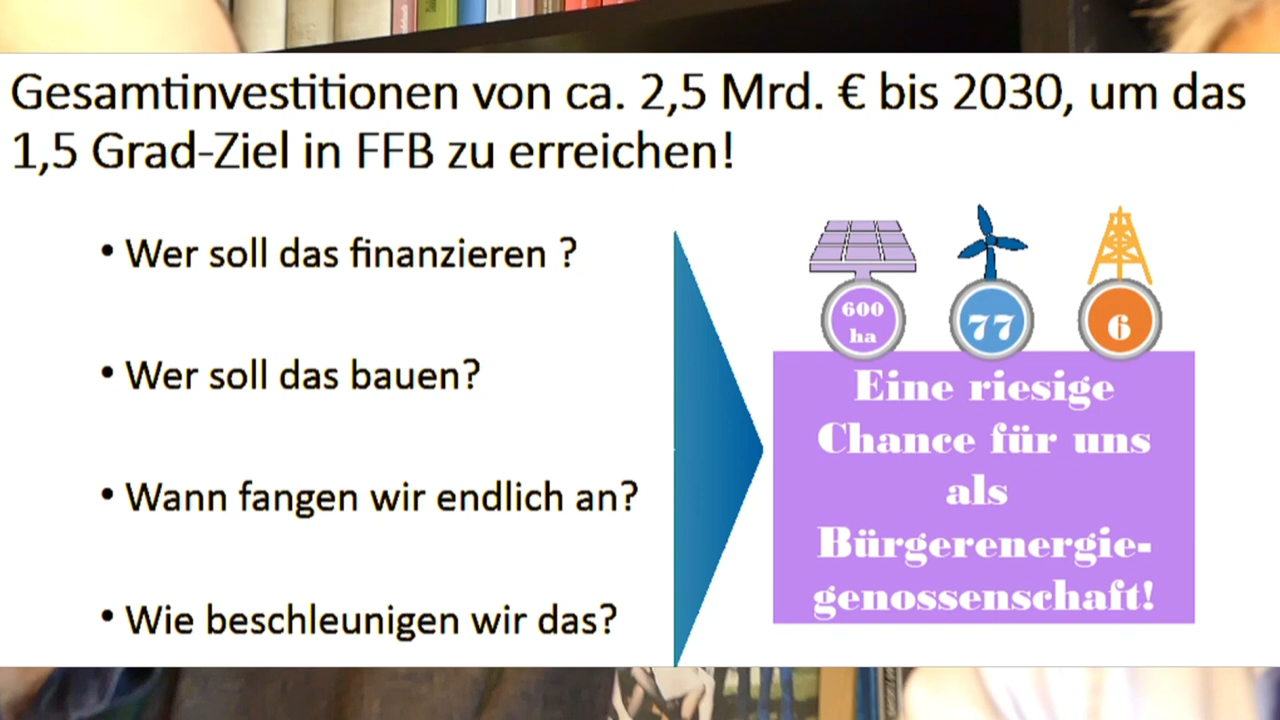 Gesamtinvestitionen von ca. 2,5 Mrd. € bis 2030, um das
1,5 Grad-Ziel in FFB zu erreichen!
• Wer soll das finanzieren ?
• Wer soll das bauen?
• Wann fangen wir endlich an?
• Wie beschleunigen wir das?
600
ha
77
6
Eine riesige
Chance für uns
als
Bürgerenergie-
genossenschaft!